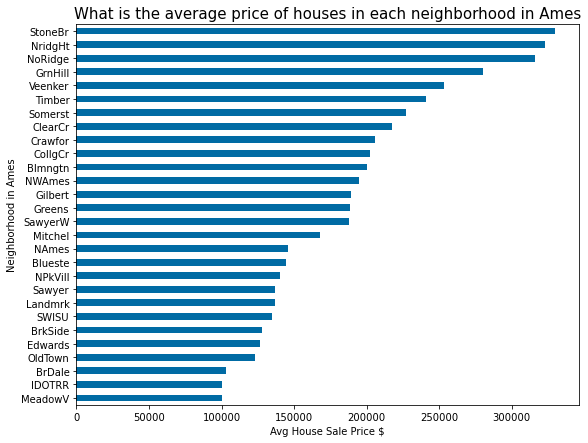 What is the average price of houses in each neighborhood in Ames
StoneBr
NridgHt
NoRidge
GrnHill
Veenker
Timber
Somerst
ClearCr
Crawfor
CollgCr
Blmngtn
NWAmes
Gilbert
Greens
SawyerW
Mitchel
NAmes
Blueste
NPkVill
Sawyer
Landmrk
SWISU
BrkSide
Edwards
OldTown
BrDale
IDOTRR
MeadowV
Neighborhood in Ames
0 50000 100000 150000 200000 250000 300000
Avg House Sale Price $